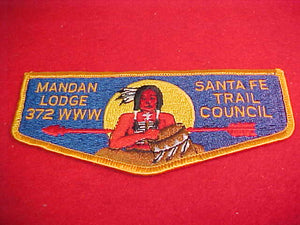 MANDAN
LODGE
372 WWW
SANTA FE
TRAIL
COUNCIL